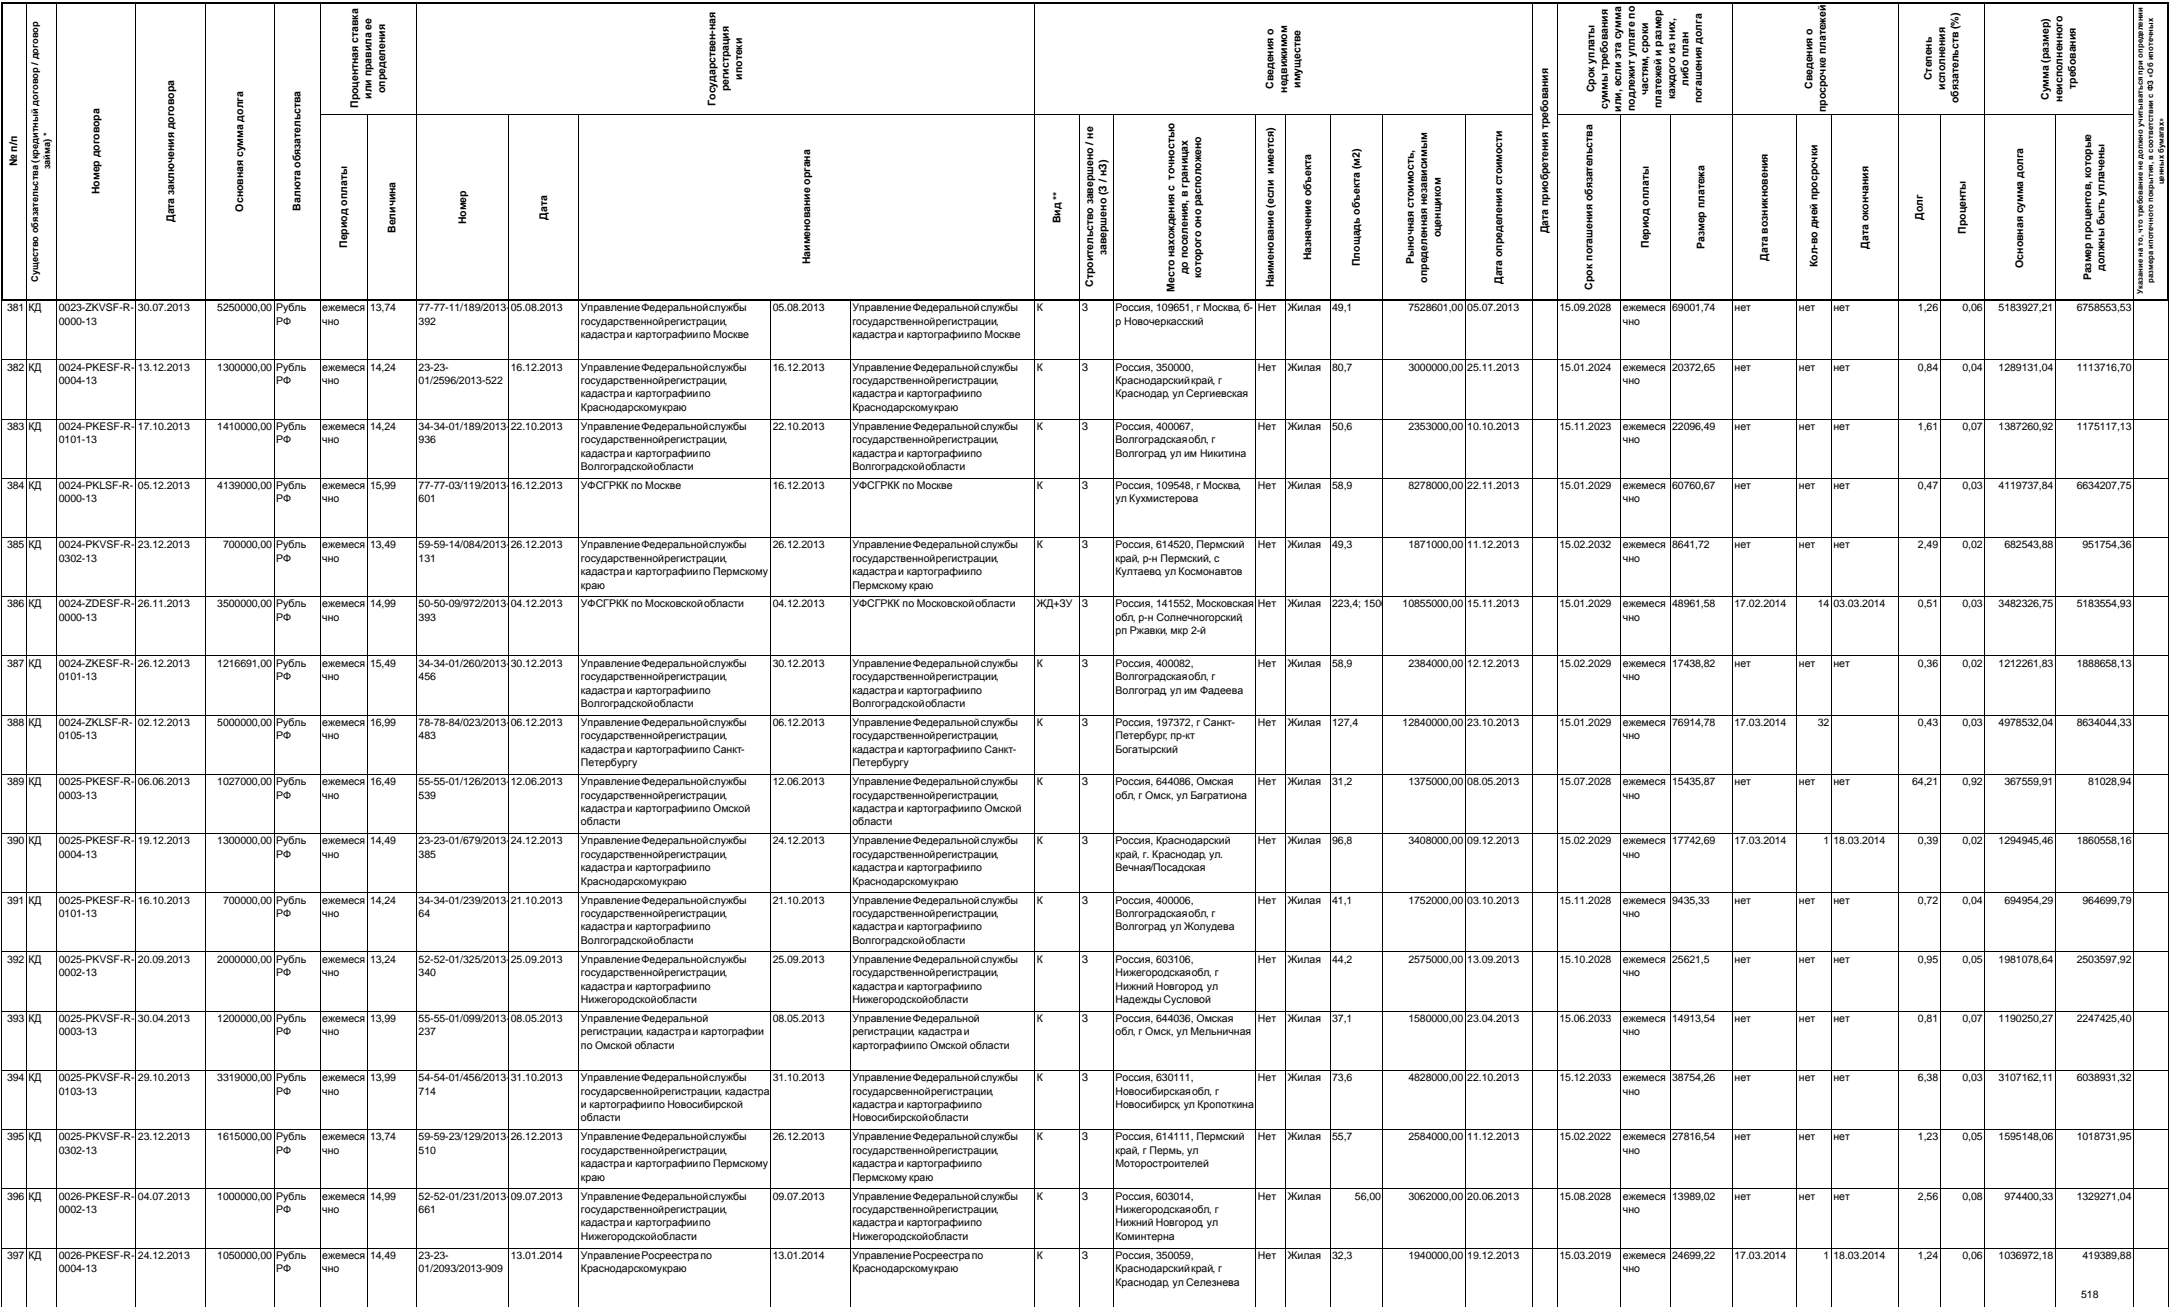 № п/п
Существо обязательства (кредитный договор / договор займа) *
Номер договора
Дата заключения договора
Основная сумма долга
Валюта обязательства
Процентная ставка или правила ее определения
Период оплаты
Величина
Государствен-ная регистрация ипотеки
Номер
Дата
Наименование органа
Сведения о недвижимом имуществе
Вид **
Строительство завершено / не завершено (З / нЗ)
Место нахождения с точностью до поселения, в границах которого оно расположено
Наименование (если имеется)
Назначение объекта
Площадь объекта (м2)
Рыночная стоимость, определенная независимым оценщиком
Дата определения стоимости
Дата приобретения требования
Срок уплаты суммы требования или, если эта сумма подлежит уплате по частям, сроки платежей и размер каждого из них, либо план погашения долга
Срок погашения обязательства
Период оплаты
Размер платежа
Сведения о просрочке платежей
Дата возникновения
Кол-во дней просрочки
Дата окончания
Степень исполнения обязательств (%)
Долг
Проценты
Сумма (размер) неисполненного требования
Основная сумма долга
Размер процентов, которые должны быть уплачены
Указание на то, что требование не должно учитываться при определении размера ипотечного покрытия, в соответствии с ФЗ «Об ипотечных ценных бумагах»
381 КД 0023-ZKVSF-R-0000-13 30.07.2013 5250000,00 Рубль РФ ежемесячно 13,74 77-77-11/189/2013-392 05.08.2013 Управление Федеральной службы государственной регистрации, кадастра и картографии по Москве 05.08.2013 Управление Федеральной службы государственной регистрации, кадастра и картографии по Москве К З Россия, 109651, г Москва, б-р Новочеркасский Нет Жилая 49,1 7528601,00 05.07.2013 15.09.2028 ежемесячно 69001,74 нет нет нет 1,26 0,06 5183927,21 6758553,53
382 КД 0024-PKESF-R-0004-13 13.12.2013 1300000,00 Рубль РФ ежемесячно 14,24 23-23-01/2596/2013-522 16.12.2013 Управление Федеральной службы государственной регистрации, кадастра и картографии по Краснодарскому краю 16.12.2013 Управление Федеральной службы государственной регистрации, кадастра и картографии по Краснодарскому краю К З Россия, 350000, Краснодарский край, г Краснодар, ул Сергиевская Нет Жилая 80,7 3000000,00 25.11.2013 15.01.2024 ежемесячно 20372,65 нет нет нет 0,84 0,04 1289131,04 1113716,70
383 КД 0024-PKESF-R-0101-13 17.10.2013 1410000,00 Рубль РФ ежемесячно 14,24 34-34-01/189/2013-936 22.10.2013 Управление Федеральной службы государственной регистрации, кадастра и картографии по Волгоградской области 22.10.2013 Управление Федеральной службы государственной регистрации, кадастра и картографии по Волгоградской области К З Россия, 400067, Волгоградская обл, г Волгоград, ул им Никитина Нет Жилая 50,6 2353000,00 10.10.2013 15.11.2023 ежемесячно 22096,49 нет нет нет 1,61 0,07 1387260,92 1175117,13
384 КД 0024-PKLSF-R-0000-13 05.12.2013 4139000,00 Рубль РФ ежемесячно 15,99 77-77-03/119/2013-601 16.12.2013 УФСГРКК по Москве 16.12.2013 УФСГРКК по Москве К З Россия, 109548, г Москва, ул Кухмистерова Нет Жилая 58,9 8278000,00 22.11.2013 15.01.2029 ежемесячно 60760,67 нет нет нет 0,47 0,03 4119737,84 6634207,75
385 КД 0024-PKVSF-R-0302-13 23.12.2013 700000,00 Рубль РФ ежемесячно 13,49 59-59-14/084/2013-131 26.12.2013 Управление Федеральной службы государственной регистрации, кадастра и картографии по Пермскому краю 26.12.2013 Управление Федеральной службы государственной регистрации, кадастра и картографии по Пермскому краю К З Россия, 614520, Пермский край, р-н Пермский, с Култаево, ул Космонавтов Нет Жилая 49,3 1871000,00 11.12.2013 15.02.2032 ежемесячно 8641,72 нет нет нет 2,49 0,02 682543,88 951754,36
386 КД 0024-ZDESF-R-0000-13 26.11.2013 3500000,00 Рубль РФ ежемесячно 14,99 50-50-09/972/2013-393 04.12.2013 УФСГРКК по Московской области 04.12.2013 УФСГРКК по Московской области ЖД+ЗУ З Россия, 141552, Московская обл, р-н Солнечногорский, рп Ржавки, мкр 2-й Нет Жилая 223,4; 150 10855000,00 15.11.2013 15.01.2029 ежемесячно 48961,58 17.02.2014 14 03.03.2014 0,51 0,03 3482326,75 5183554,93
387 КД 0024-ZKESF-R-0101-13 26.12.2013 1216691,00 Рубль РФ ежемесячно 15,49 34-34-01/260/2013-456 30.12.2013 Управление Федеральной службы государственной регистрации, кадастра и картографии по Волгоградской области 30.12.2013 Управление Федеральной службы государственной регистрации, кадастра и картографии по Волгоградской области К З Россия, 400082, Волгоградская обл, г Волгоград, ул им Фадеева Нет Жилая 58,9 2384000,00 12.12.2013 15.02.2029 ежемесячно 17438,82 нет нет нет 0,36 0,02 1212261,83 1888658,13
388 КД 0024-ZKLSF-R-0105-13 02.12.2013 5000000,00 Рубль РФ ежемесячно 16,99 78-78-84/023/2013-483 06.12.2013 Управление Федеральной службы государственной регистрации, кадастра и картографии по Санкт-Петербургу 06.12.2013 Управление Федеральной службы государственной регистрации, кадастра и картографии по Санкт-Петербургу К З Россия, 197372, г Санкт-Петербург, пр-кт Богатырский Нет Жилая 127,4 12840000,00 23.10.2013 15.01.2029 ежемесячно 76914,78 17.03.2014 32 0,43 0,03 4978532,04 8634044,33
389 КД 0025-PKESF-R-0003-13 06.06.2013 1027000,00 Рубль РФ ежемесячно 16,49 55-55-01/126/2013-539 12.06.2013 Управление Федеральной службы государственной регистрации, кадастра и картографии по Омской области 12.06.2013 Управление Федеральной службы государственной регистрации, кадастра и картографии по Омской области К З Россия, 644086, Омская обл, г Омск, ул Багратиона Нет Жилая 31,2 1375000,00 08.05.2013 15.07.2028 ежемесячно 15435,87 нет нет нет 64,21 0,92 367559,91 81028,94
390 КД 0025-PKESF-R-0004-13 19.12.2013 1300000,00 Рубль РФ ежемесячно 14,49 23-23-01/679/2013-385 24.12.2013 Управление Федеральной службы государственной регистрации, кадастра и картографии по Краснодарскому краю 24.12.2013 Управление Федеральной службы государственной регистрации, кадастра и картографии по Краснодарскому краю К З Россия, Краснодарский край, г. Краснодар, ул. Вечная/Посадская Нет Жилая 96,8 3408000,00 09.12.2013 15.02.2029 ежемесячно 17742,69 17.03.2014 1 18.03.2014 0,39 0,02 1294945,46 1860558,16
391 КД 0025-PKESF-R-0101-13 16.10.2013 700000,00 Рубль РФ ежемесячно 14,24 34-34-01/239/2013-64 21.10.2013 Управление Федеральной службы государственной регистрации, кадастра и картографии по Волгоградской области 21.10.2013 Управление Федеральной службы государственной регистрации, кадастра и картографии по Волгоградской области К З Россия, 400006, Волгоградская обл, г Волгоград, ул Жолудева Нет Жилая 41,1 1752000,00 03.10.2013 15.11.2028 ежемесячно 9435,33 нет нет нет 0,72 0,04 694954,29 964699,79
392 КД 0025-PKVSF-R-0002-13 20.09.2013 2000000,00 Рубль РФ ежемесячно 13,24 52-52-01/325/2013-340 25.09.2013 Управление Федеральной службы государственной регистрации, кадастра и картографии по Нижегородской области 25.09.2013 Управление Федеральной службы государственной регистрации, кадастра и картографии по Нижегородской области К З Россия, 603106, Нижегородская обл, г Нижний Новгород, ул Надежды Сусловой Нет Жилая 44,2 2575000,00 13.09.2013 15.10.2028 ежемесячно 25621,5 нет нет нет 0,95 0,05 1981078,64 2503597,92
393 КД 0025-PKVSF-R-0003-13 30.04.2013 1200000,00 Рубль РФ ежемесячно 13,99 55-55-01/099/2013-237 08.05.2013 Управление Федеральной регистрации, кадастра и картографии по Омской области 08.05.2013 Управление Федеральной регистрации, кадастра и картографии по Омской области К З Россия, 644036, Омская обл, г Омск, ул Мельничная Нет Жилая 37,1 1580000,00 23.04.2013 15.06.2033 ежемесячно 14913,54 нет нет нет 0,81 0,07 1190250,27 2247425,40
394 КД 0025-PKVSF-R-0103-13 29.10.2013 3319000,00 Рубль РФ ежемесячно 13,99 54-54-01/456/2013-714 31.10.2013 Управление Федеральной службы государсвенной регистрации, кадастра и картографии по Новосибирской области 31.10.2013 Управление Федеральной службы государсвенной регистрации, кадастра и картографии по Новосибирской области К З Россия, 630111, Новосибирская обл, г Новосибирск, ул Кропоткина Нет Жилая 73,6 4828000,00 22.10.2013 15.12.2033 ежемесячно 38754,26 нет нет нет 6,38 0,03 3107162,11 6038931,32
395 КД 0025-PKVSF-R-0302-13 23.12.2013 1615000,00 Рубль РФ ежемесячно 13,74 59-59-23/129/2013-510 26.12.2013 Управление Федеральной службы государственной регистрации, кадастра и картографии по Пермскому краю 26.12.2013 Управление Федеральной службы государственной регистрации, кадастра и картографии по Пермскому краю К З Россия, 614111, Пермский край, г Пермь, ул Моторостроителей Нет Жилая 55,7 2584000,00 11.12.2013 15.02.2022 ежемесячно 27816,54 нет нет нет 1,23 0,05 1595148,06 1018731,95
396 КД 0026-PKESF-R-0002-13 04.07.2013 1000000,00 Рубль РФ ежемесячно 14,99 52-52-01/231/2013-661 09.07.2013 Управление Федеральной службы государственной регистрации, кадастра и картографии по Нижегородской области 09.07.2013 Управление Федеральной службы государственной регистрации, кадастра и картографии по Нижегородской области К З Россия, 603014, Нижегородская обл, г Нижний Новгород, ул Коминтерна Нет Жилая 56,00 3062000,00 20.06.2013 15.08.2028 ежемесячно 13989,02 нет нет нет 2,56 0,08 974400,33 1329271,04
397 КД 0026-PKESF-R-0004-13 24.12.2013 1050000,00 Рубль РФ ежемесячно 14,49 23-23-01/2093/2013-909 13.01.2014 Управление Росреестра по Краснодарскому краю 13.01.2014 Управление Росреестра по Краснодарскому краю К З Россия, 350059, Краснодарский край, г Краснодар, ул Селезнева Нет Жилая 32,3 1940000,00 19.12.2013 15.03.2019 ежемесячно 24699,22 17.03.2014 1 18.03.2014 1,24 0,06 1036972,18 419389,88
518